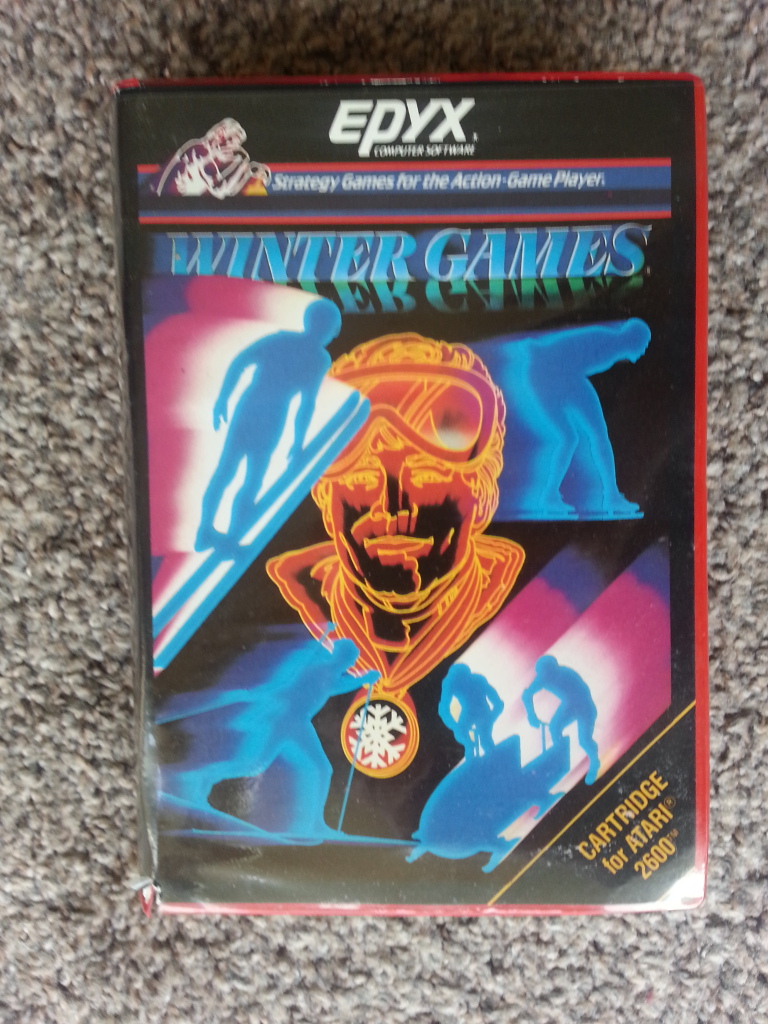 EPYX
COMPUTER SOFTWARE
Strategy Games for the Action-Game Player.
WINTER GAMES
CARTRIDGE
for ATARI®
2600™